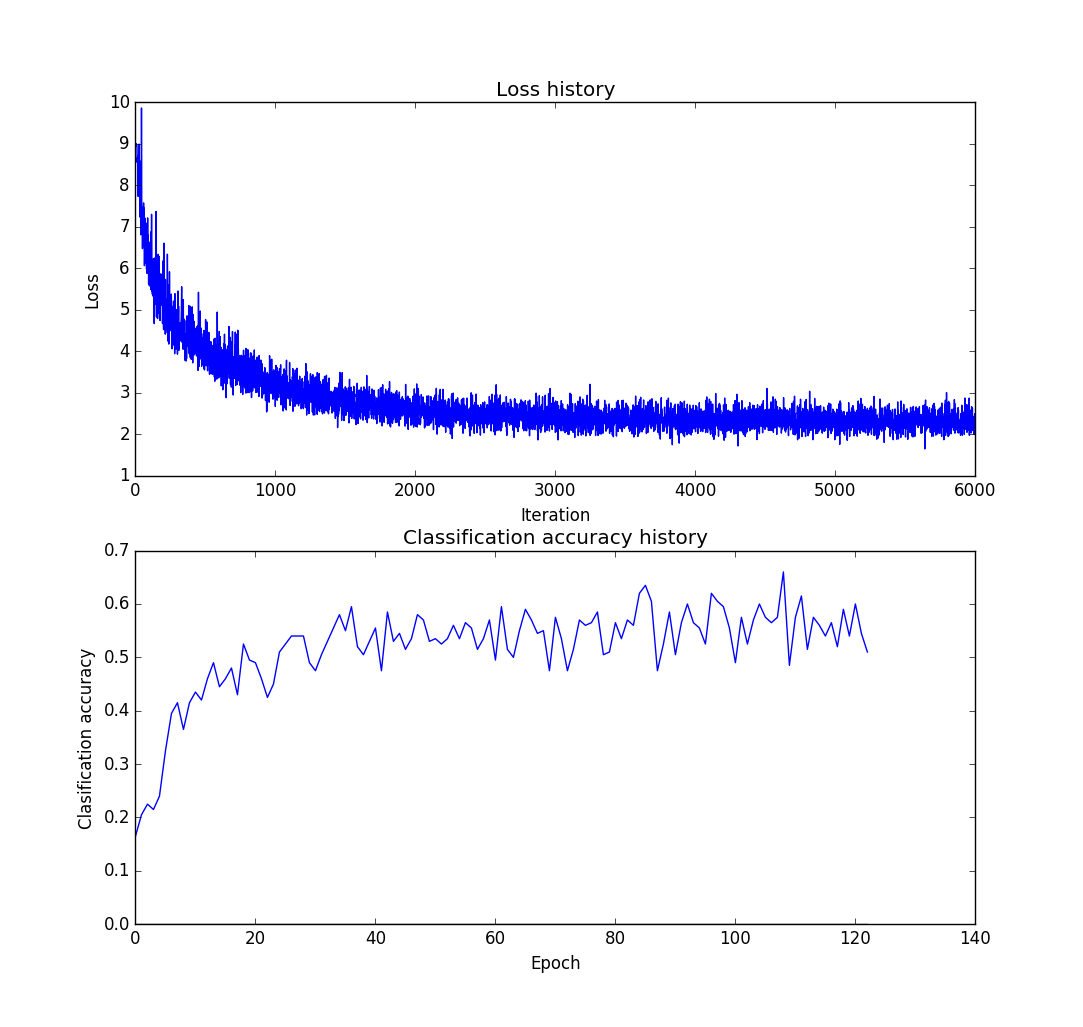 Loss history
10
9
8
7
6
5
4
3
2
1
Loss
0 1000 2000 3000 4000 5000 6000
Iteration
Classification accuracy history
0.7
0.6
0.5
0.4
0.3
0.2
0.1
0.0
Clasification accuracy
0 20 40 60 80 100 120 140
Epoch